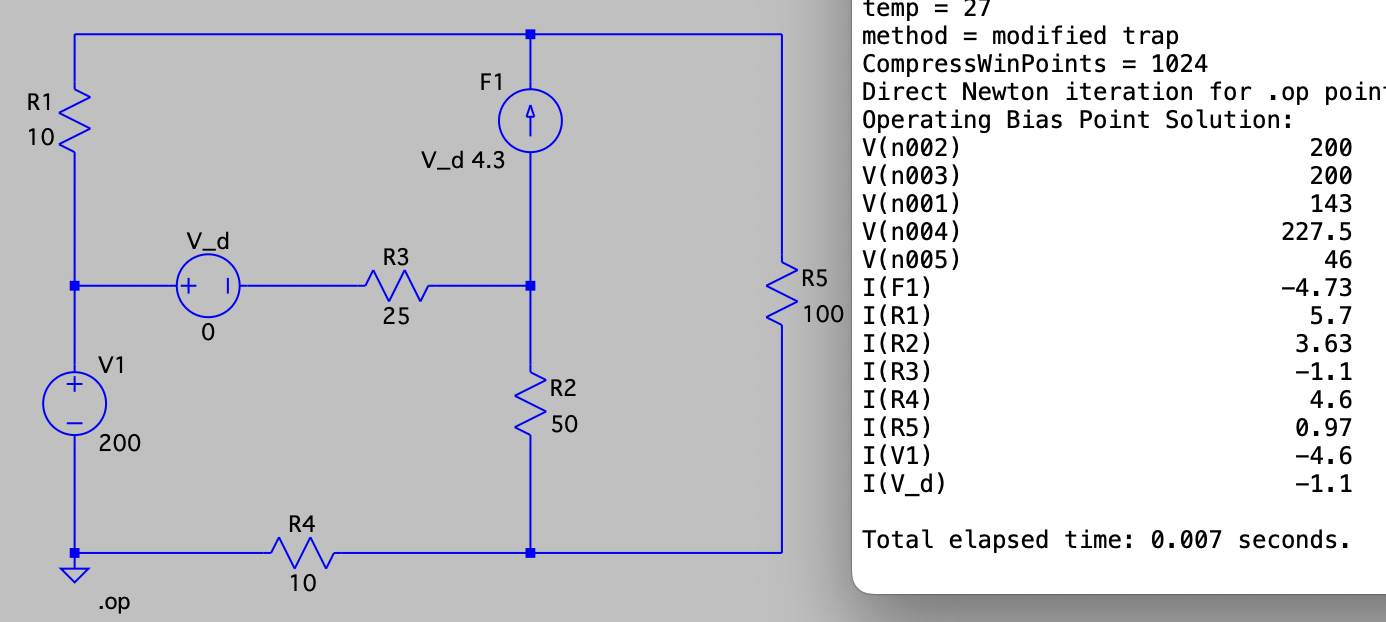 R1
10
F1
V_d 4.3
V_d
+ −
0
R3
25
R5
100
V1
+
−
200
R2
50
R4
10
.op
temp = 27
method = modified trap
CompressWinPoints = 1024
Direct Newton iteration for .op poin
Operating Bias Point Solution:
V(n002) 200
V(n003) 200
V(n001) 143
V(n004) 227.5
V(n005) 46
I(F1) −4.73
I(R1) 5.7
I(R2) 3.63
I(R3) −1.1
I(R4) 4.6
I(R5) 0.97
I(V1) −4.6
I(V_d) −1.1
Total elapsed time: 0.007 seconds.